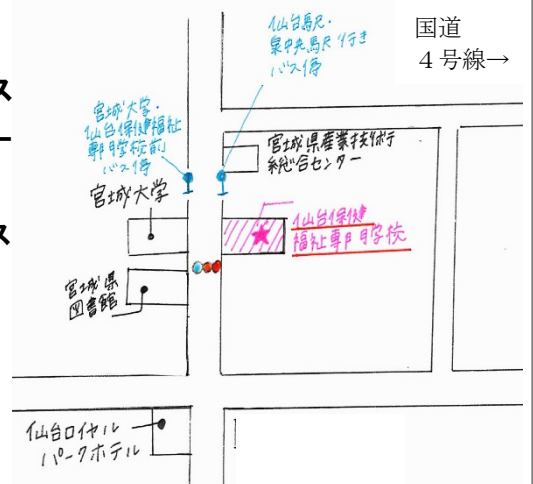 国道
４号線→
仙台駅・
泉中央駅行き
バス停
宮城大学・
仙台保健福祉
専門学校前
バス停
宮城県産業技術
総合センター
宮城大学
仙台保健
福祉専門学校
宮城県
図書館
仙台ロイヤル
パークホテル
ス
ー
ス